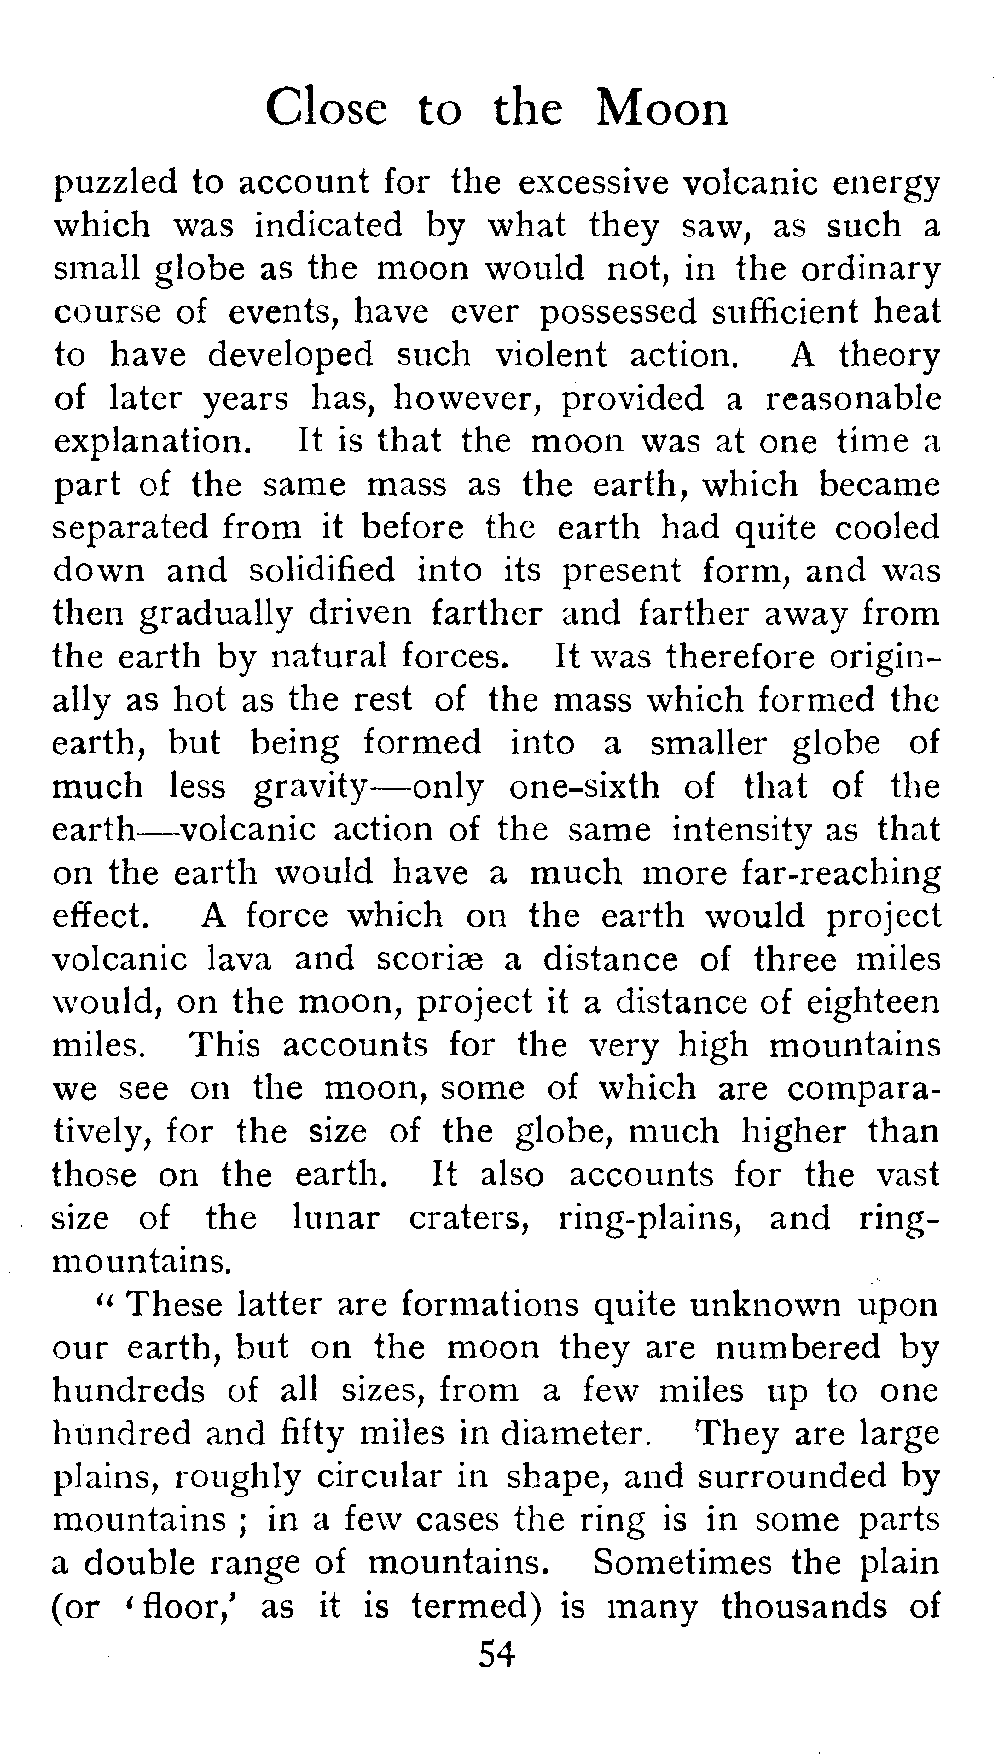 Close to the Moon
puzzled to account for the excessive volcanic energy
which was indicated by what they saw, as such a
small globe as the moon would not, in the ordinary
course of events, have ever possessed sufficient heat
to have developed such violent action. A theory
of later years has, however, provided a reasonable
explanation. It is that the moon was at one time a
part of the same mass as the earth, which became
separated from it before the earth had quite cooled
down and solidified into its present form, and was
then gradually driven farther and farther away from
the earth by natural forces. It was therefore origin-
ally as hot as the rest of the mass which formed the
earth, but being formed into a smaller globe of
much less gravity—only one-sixth of that of the
earth—volcanic action of the same intensity as that
on the earth would have a much more far-reaching
effect. A force which on the earth would project
volcanic lava and scoriæ a distance of three miles
would, on the moon, project it a distance of eighteen
miles. This accounts for the very high mountains
we see on the moon, some of which are compara-
tively, for the size of the globe, much higher than
those on the earth. It also accounts for the vast
size of the lunar craters, ring-plains, and ring-
mountains.
“ These latter are formations quite unknown upon
our earth, but on the moon they are numbered by
hundreds of all sizes, from a few miles up to one
hundred and fifty miles in diameter. They are large
plains, roughly circular in shape, and surrounded by
mountains ; in a few cases the ring is in some parts
a double range of mountains. Sometimes the plain
(or ‘ floor,’ as it is termed) is many thousands of
54